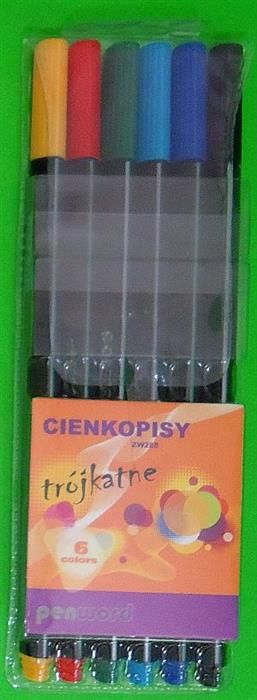 CIENKOPISY
ZW288
trójkatne
6
colors
penword